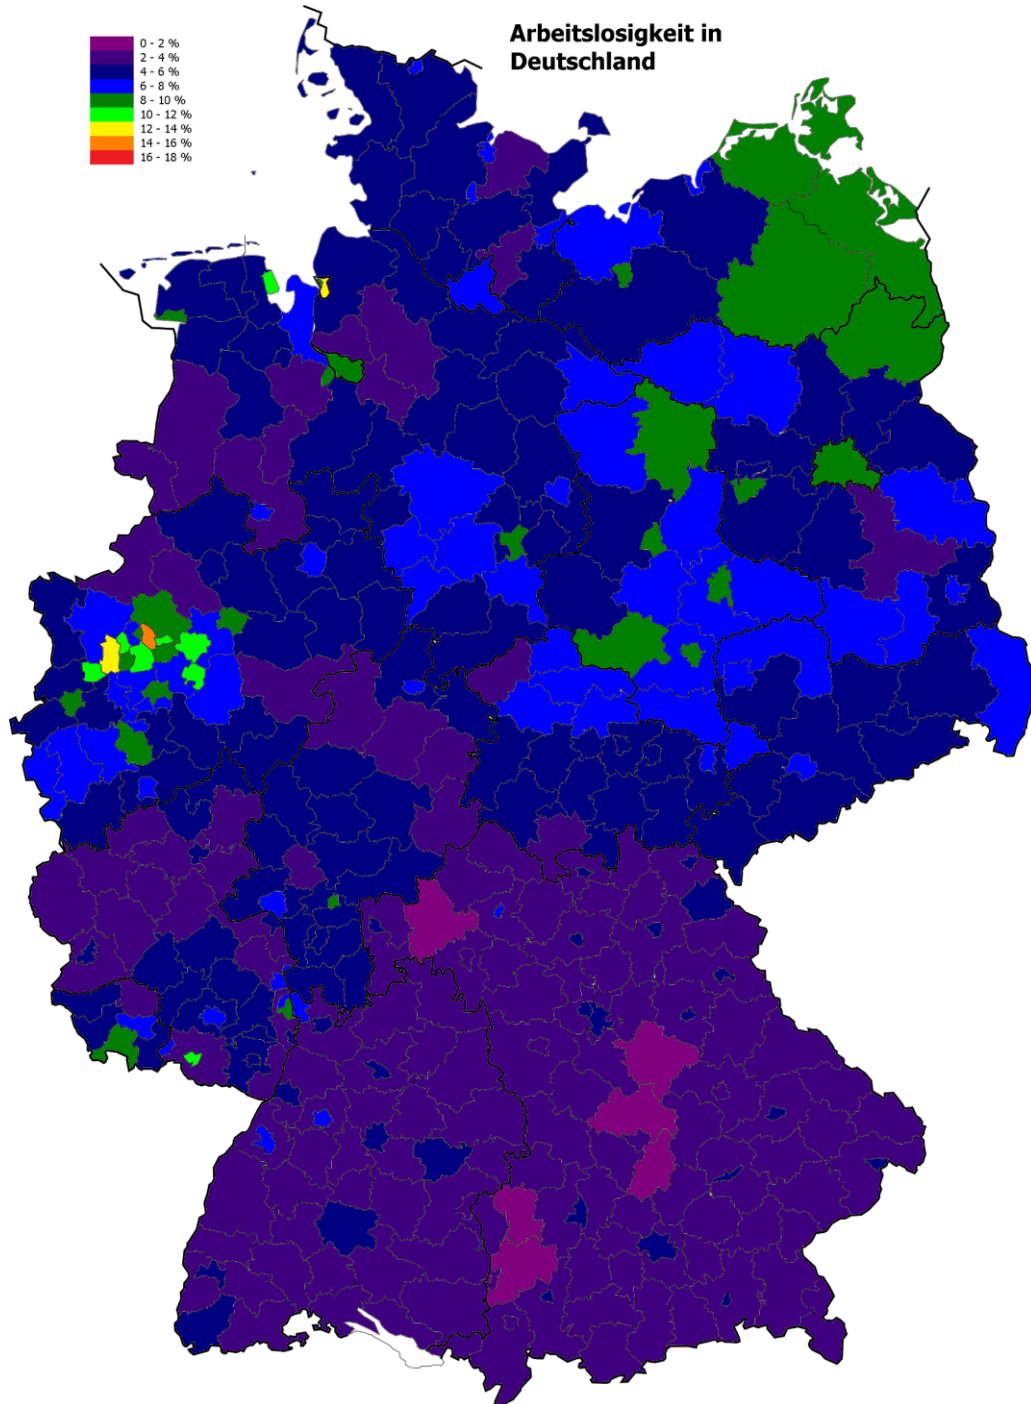 Arbeitslosigkeit in
Deutschland
0 - 2 %
2 - 4 %
4 - 6 %
6 - 8 %
8 - 10 %
10 - 12 %
12 - 14 %
14 - 16 %
16 - 18 %